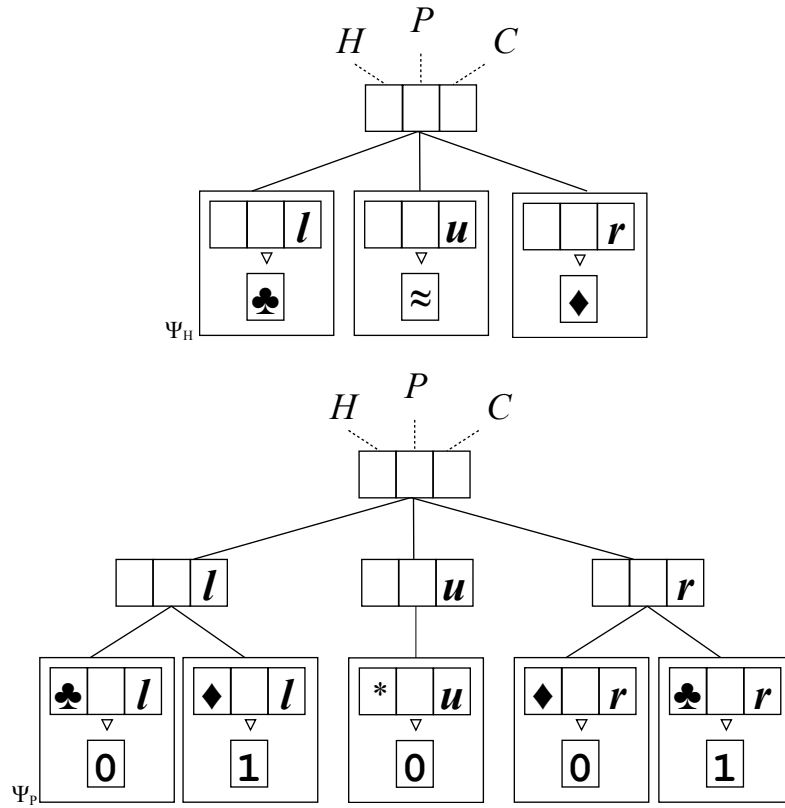 P
H C
l u r
♣ ≈ ♦
Ψ_H
P
H C
l u r
♣ l ♦ l * u ♦ r ♣ r
0 1 0 0 1
Ψ_P